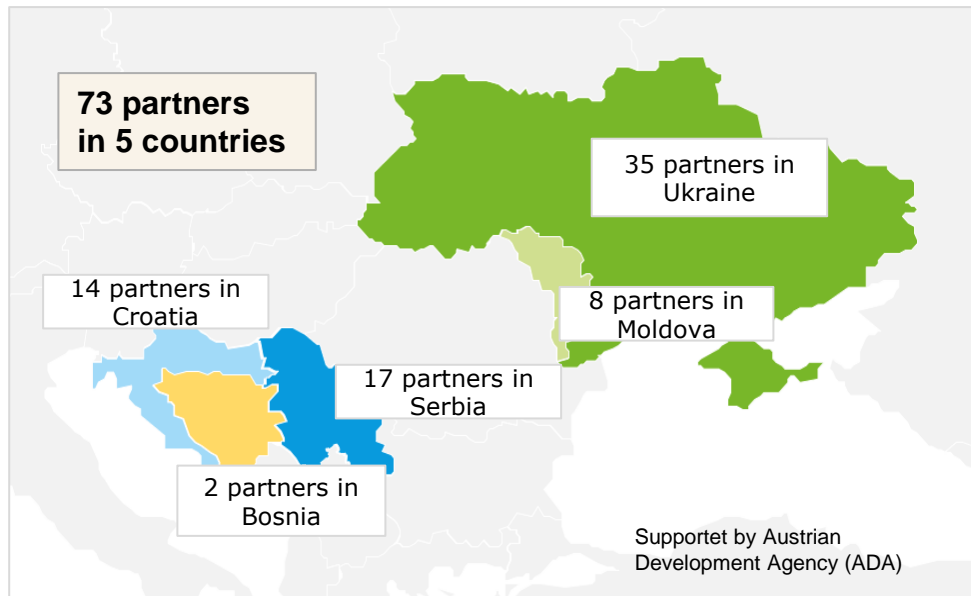 73 partners
in 5 countries
35 partners in
Ukraine
14 partners in
Croatia
8 partners in
Moldova
17 partners in
Serbia
2 partners in
Bosnia
Supportet by Austrian
Development Agency (ADA)